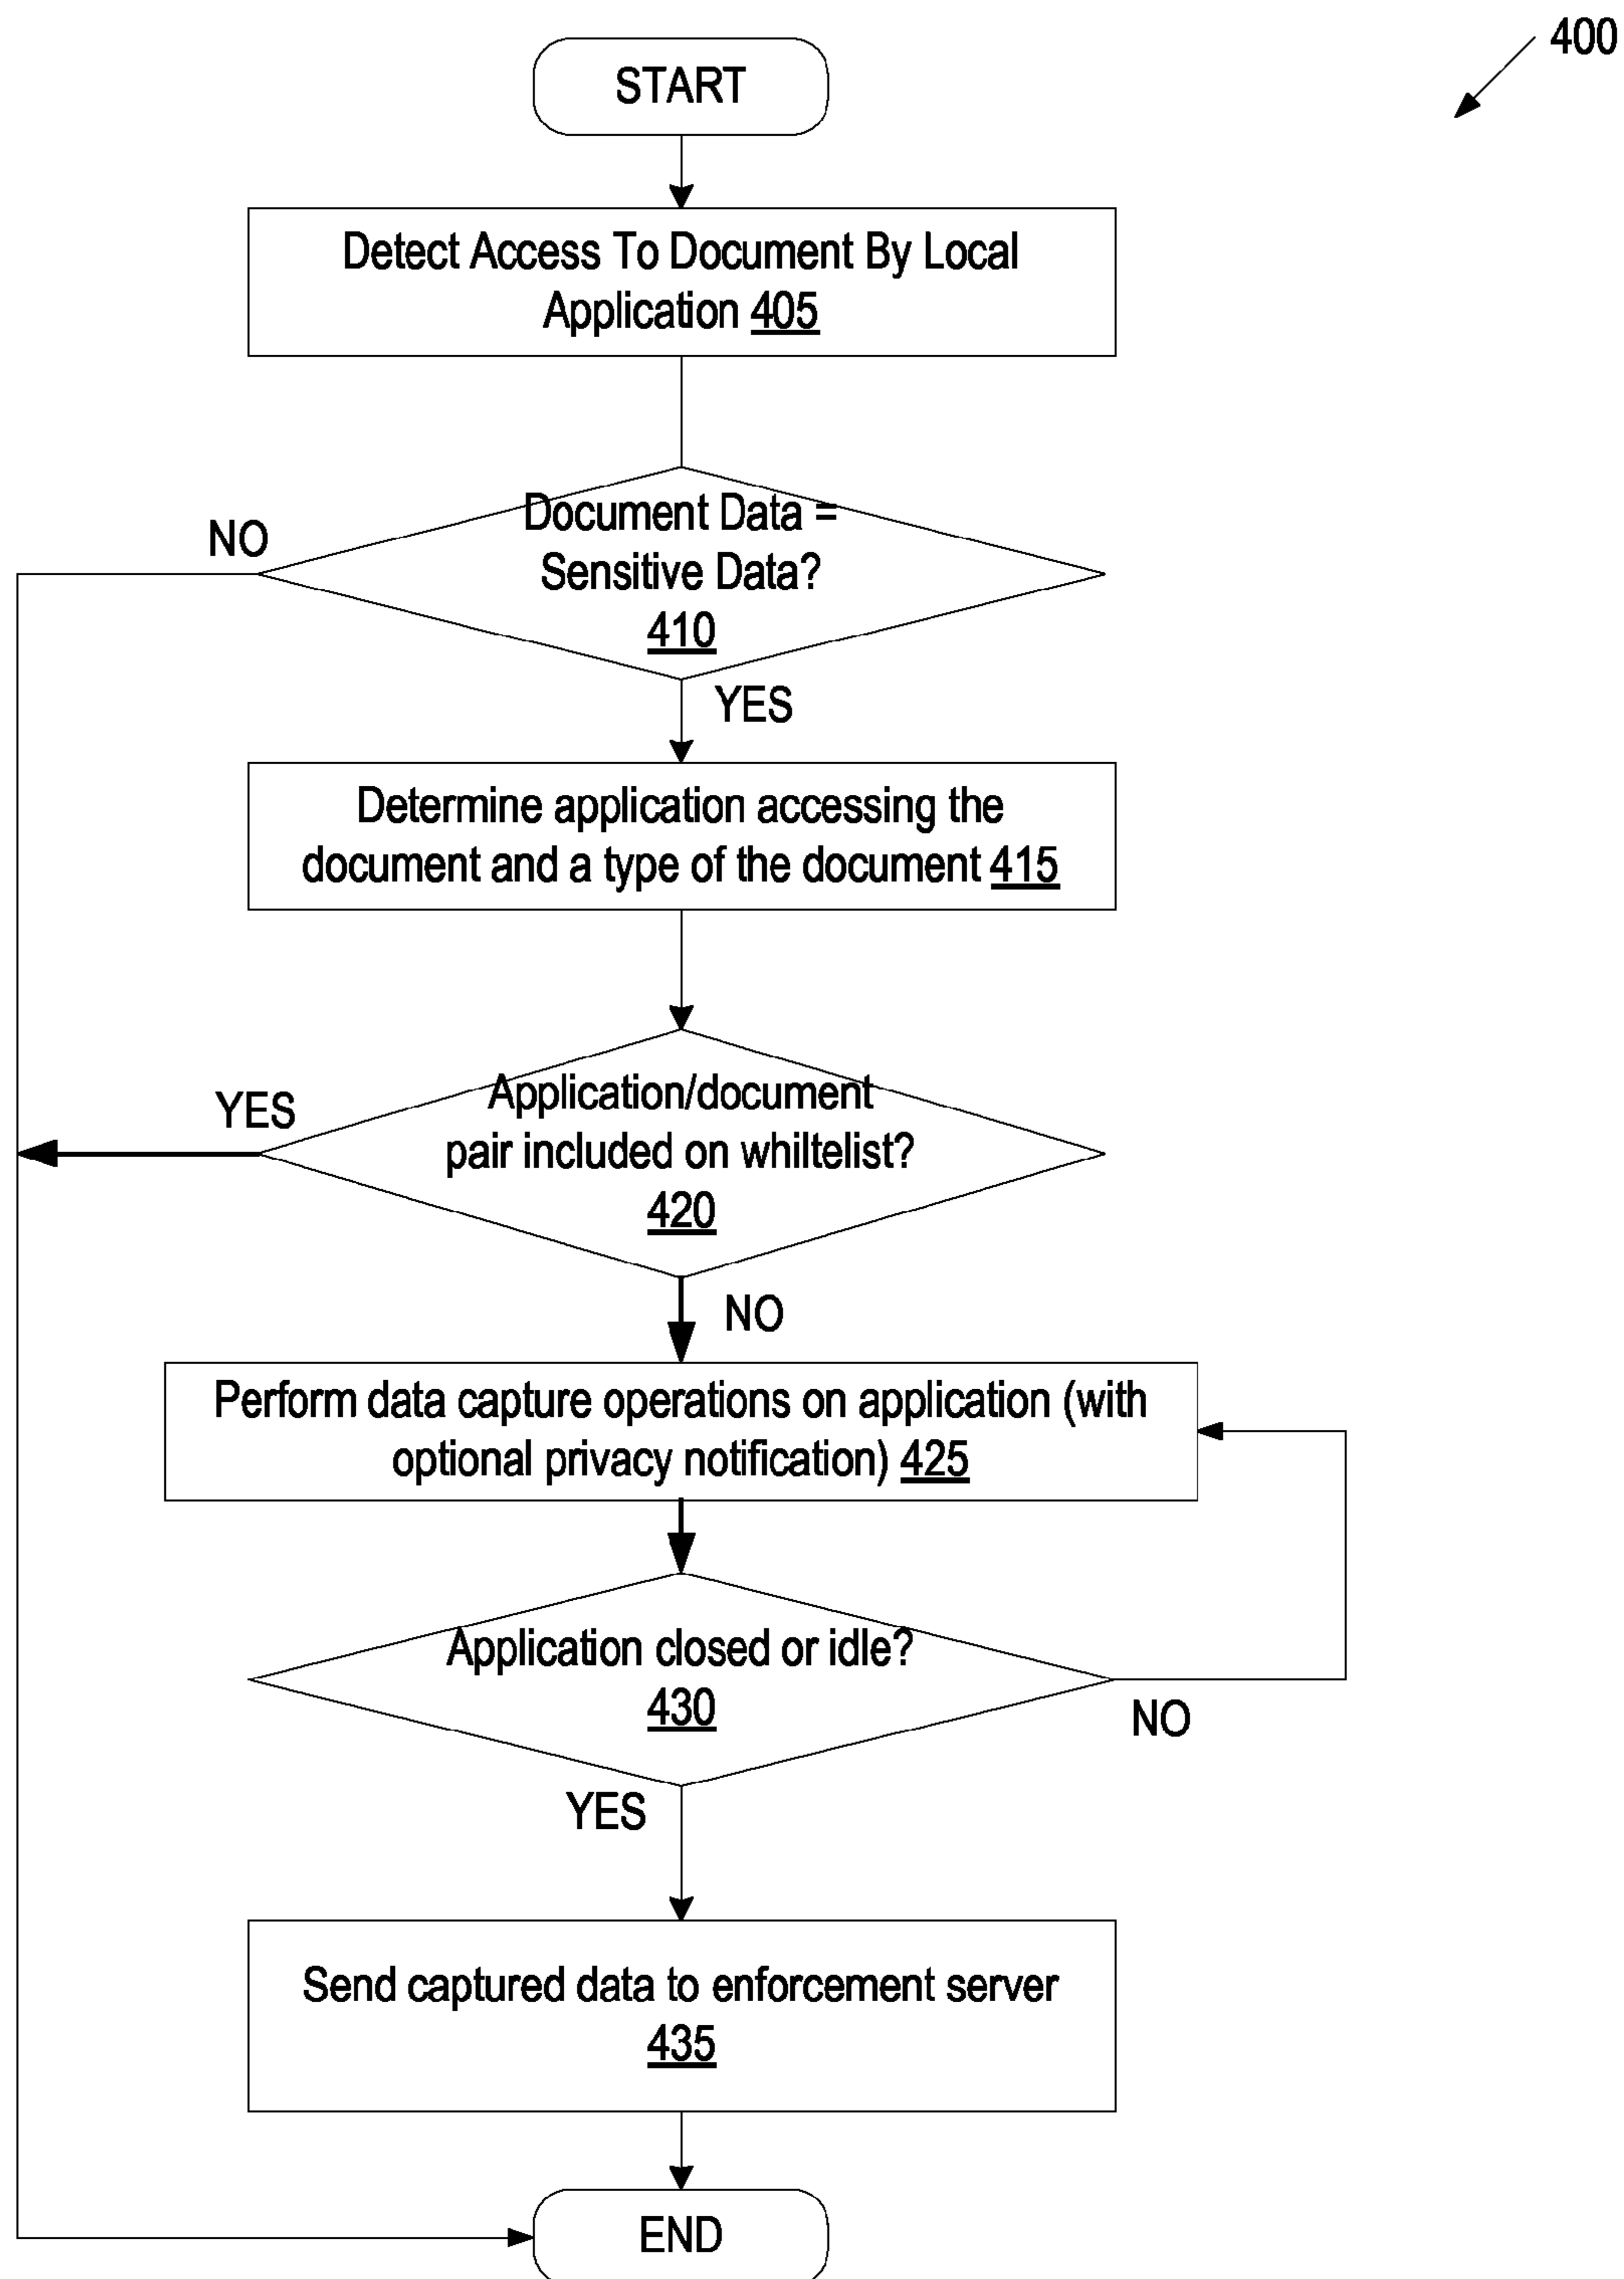 400
START
Detect Access To Document By Local
Application 405
Document Data =
Sensitive Data?
410
NO
YES
Determine application accessing the
document and a type of the document 415
Application/document
pair included on whiltelist?
420
YES
NO
Perform data capture operations on application (with
optional privacy notification) 425
Application closed or idle?
430
NO
YES
Send captured data to enforcement server
435
END